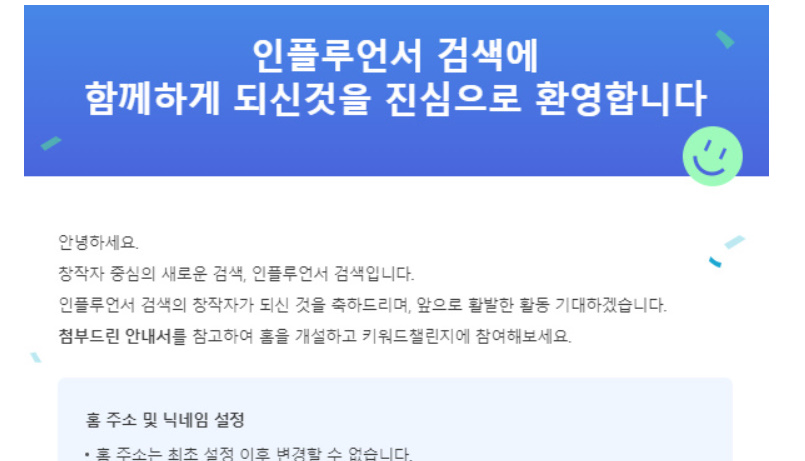 인플루언서 검색에
함께하게 되신것을 진심으로 환영합니다
안녕하세요.
창작자 중심의 새로운 검색, 인플루언서 검색입니다.
인플루언서 검색의 창작자가 되신 것을 축하드리며, 앞으로 활발한 활동 기대하겠습니다.
첨부드린 안내서를 참고하여 홈을 개설하고 키워드챌린지에 참여해보세요.
홈 주소 및 닉네임 설정
• 홈 주소는 최초 설정 이후 변경할 수 없습니다.